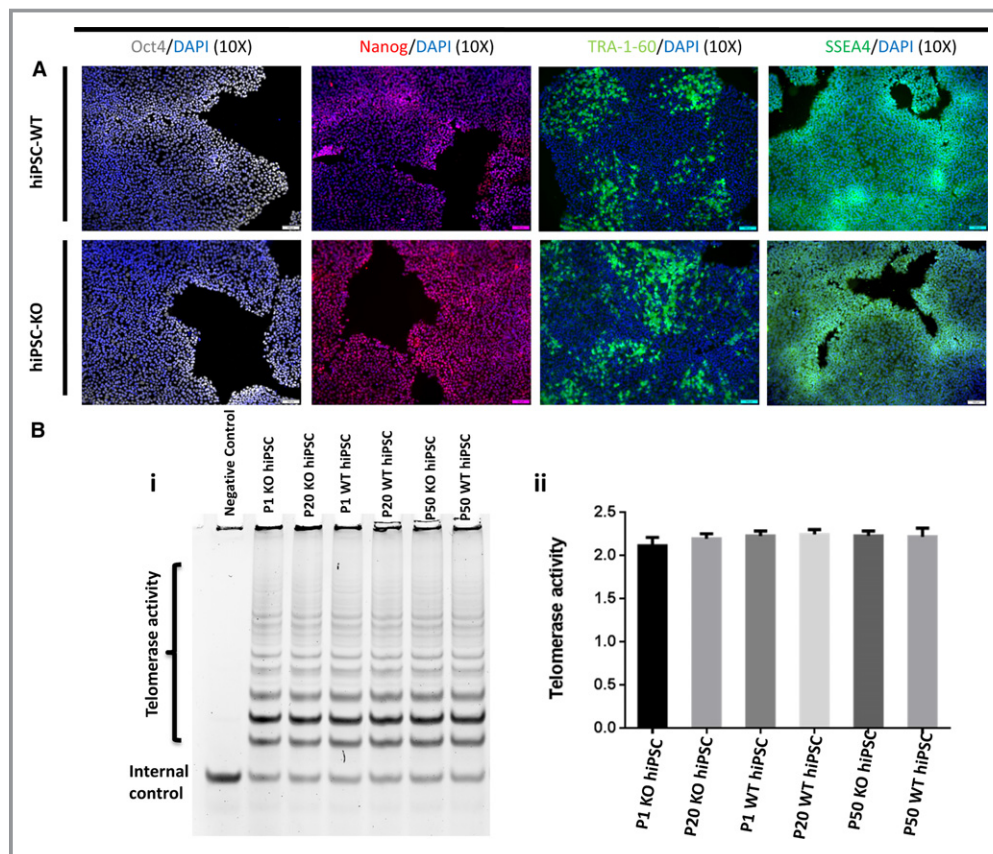 Oct4/DAPI (10X) Nanog/DAPI (10X) TRA-1-60/DAPI (10X) SSEA4/DAPI (10X)
A
hiPSC-WT
hiPSC-KO
B
i
Negative Control
P1 KO hiPSC
P20 KO hiPSC
P1 WT hiPSC
P20 WT hiPSC
P50 KO hiPSC
P50 WT hiPSC
Telomerase activity
Internal
control
ii
Telomerase activity
2.5
2.0
1.5
1.0
0.5
0.0
P1 KO hiPSC
P20 KO hiPSC
P1 WT hiPSC
P20 WT hiPSC
P50 KO hiPSC
P50 WT hiPSC